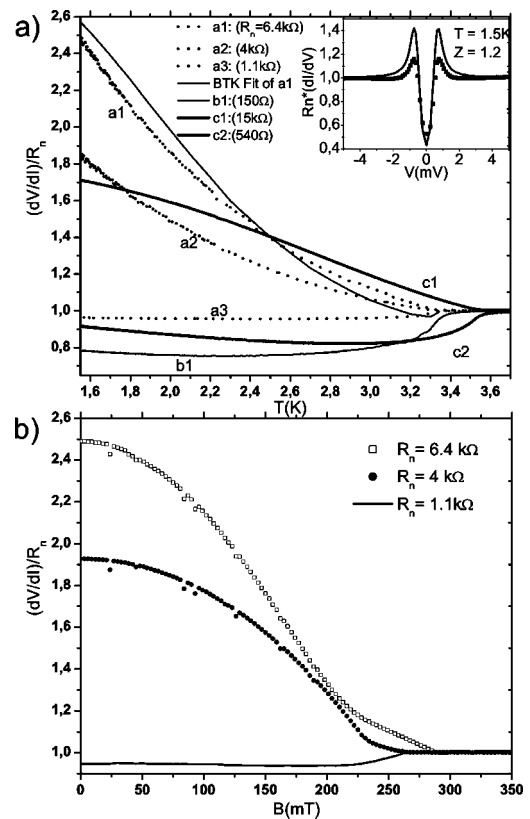 a)
(dV/dI)/Rn
2,6
2,4
2,2
2,0
1,8
1,6
1,4
1,2
1,0
0,8
a1: (Rn=6.4kΩ)
a2: (4kΩ)
a3: (1.1kΩ)
BTK Fit of a1
b1:(150Ω)
c1:(15kΩ)
c2:(540Ω)
Rn*(dI/dV)
1,4
1,2
1,0
0,8
0,6
0,4
T = 1.5K
Z = 1.2
-4 -2 0 2 4
V(mV)
a1
a2
a3
b1
c1
c2
1,6 1,8 2,0 2,2 2,4 2,6 2,8 3,0 3,2 3,4 3,6
T(K)
b)
(dV/dI)/Rn
2,6
2,4
2,2
2,0
1,8
1,6
1,4
1,2
1,0
0,8
Rn= 6.4 kΩ
Rn= 4 kΩ
Rn= 1.1kΩ
0 50 100 150 200 250 300 350
B(mT)